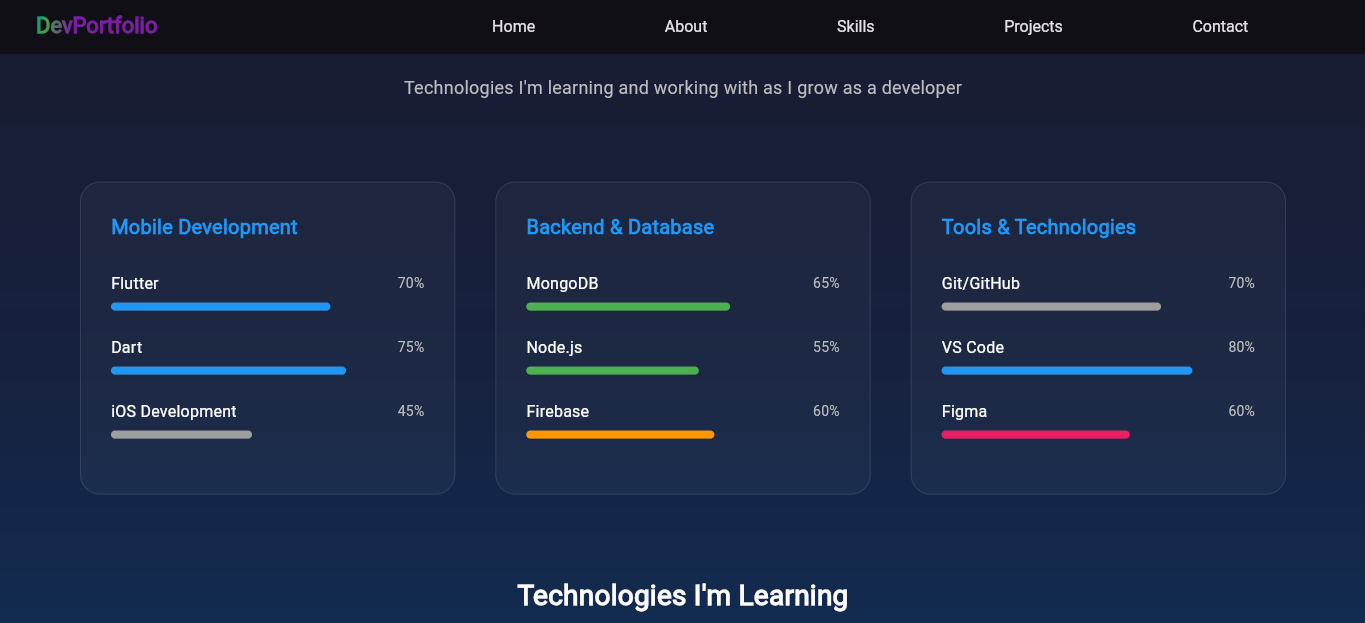 DevPortfolio Home About Skills Projects Contact
Technologies I'm learning and working with as I grow as a developer
Mobile Development
Flutter 70%
Dart 75%
iOS Development 45%
Backend & Database
MongoDB 65%
Node.js 55%
Firebase 60%
Tools & Technologies
Git/GitHub 70%
VS Code 80%
Figma 60%
Technologies I'm Learning